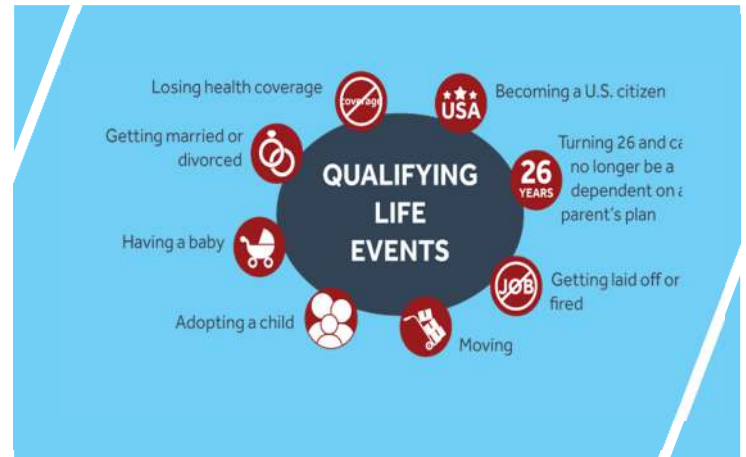 Losing health coverage
coverage
USA
Becoming a U.S. citizen
Getting married or
divorced
QUALIFYING
LIFE
EVENTS
26
YEARS
Turning 26 and
no longer be a
dependent on
parent's plan
Having a baby
JOB
Getting laid off or
fired
Adopting a child
Moving